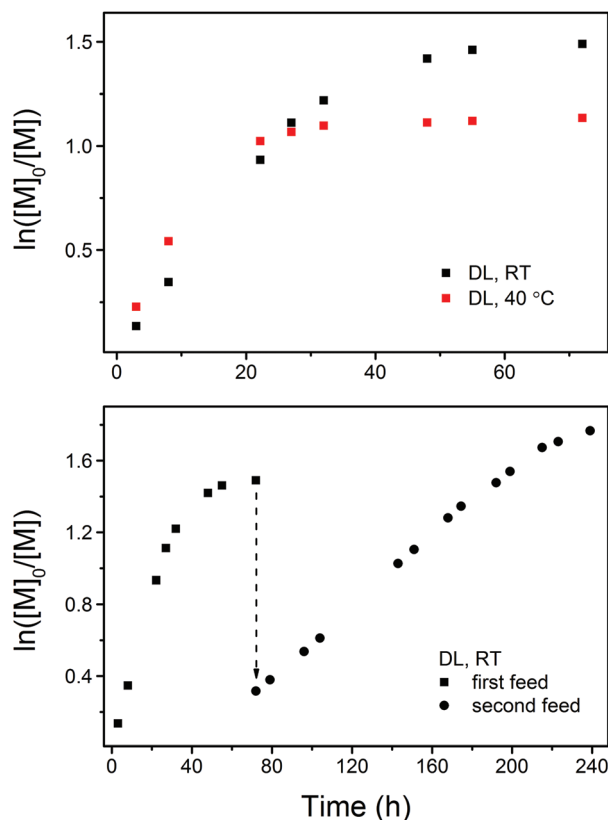 1.5
1.0
0.5
ln([M]0/[M])
DL, RT
DL, 40 °C
0 20 40 60
1.6
1.2
0.8
0.4
ln([M]0/[M])
DL, RT
first feed
second feed
0 40 80 120 160 200 240
Time (h)